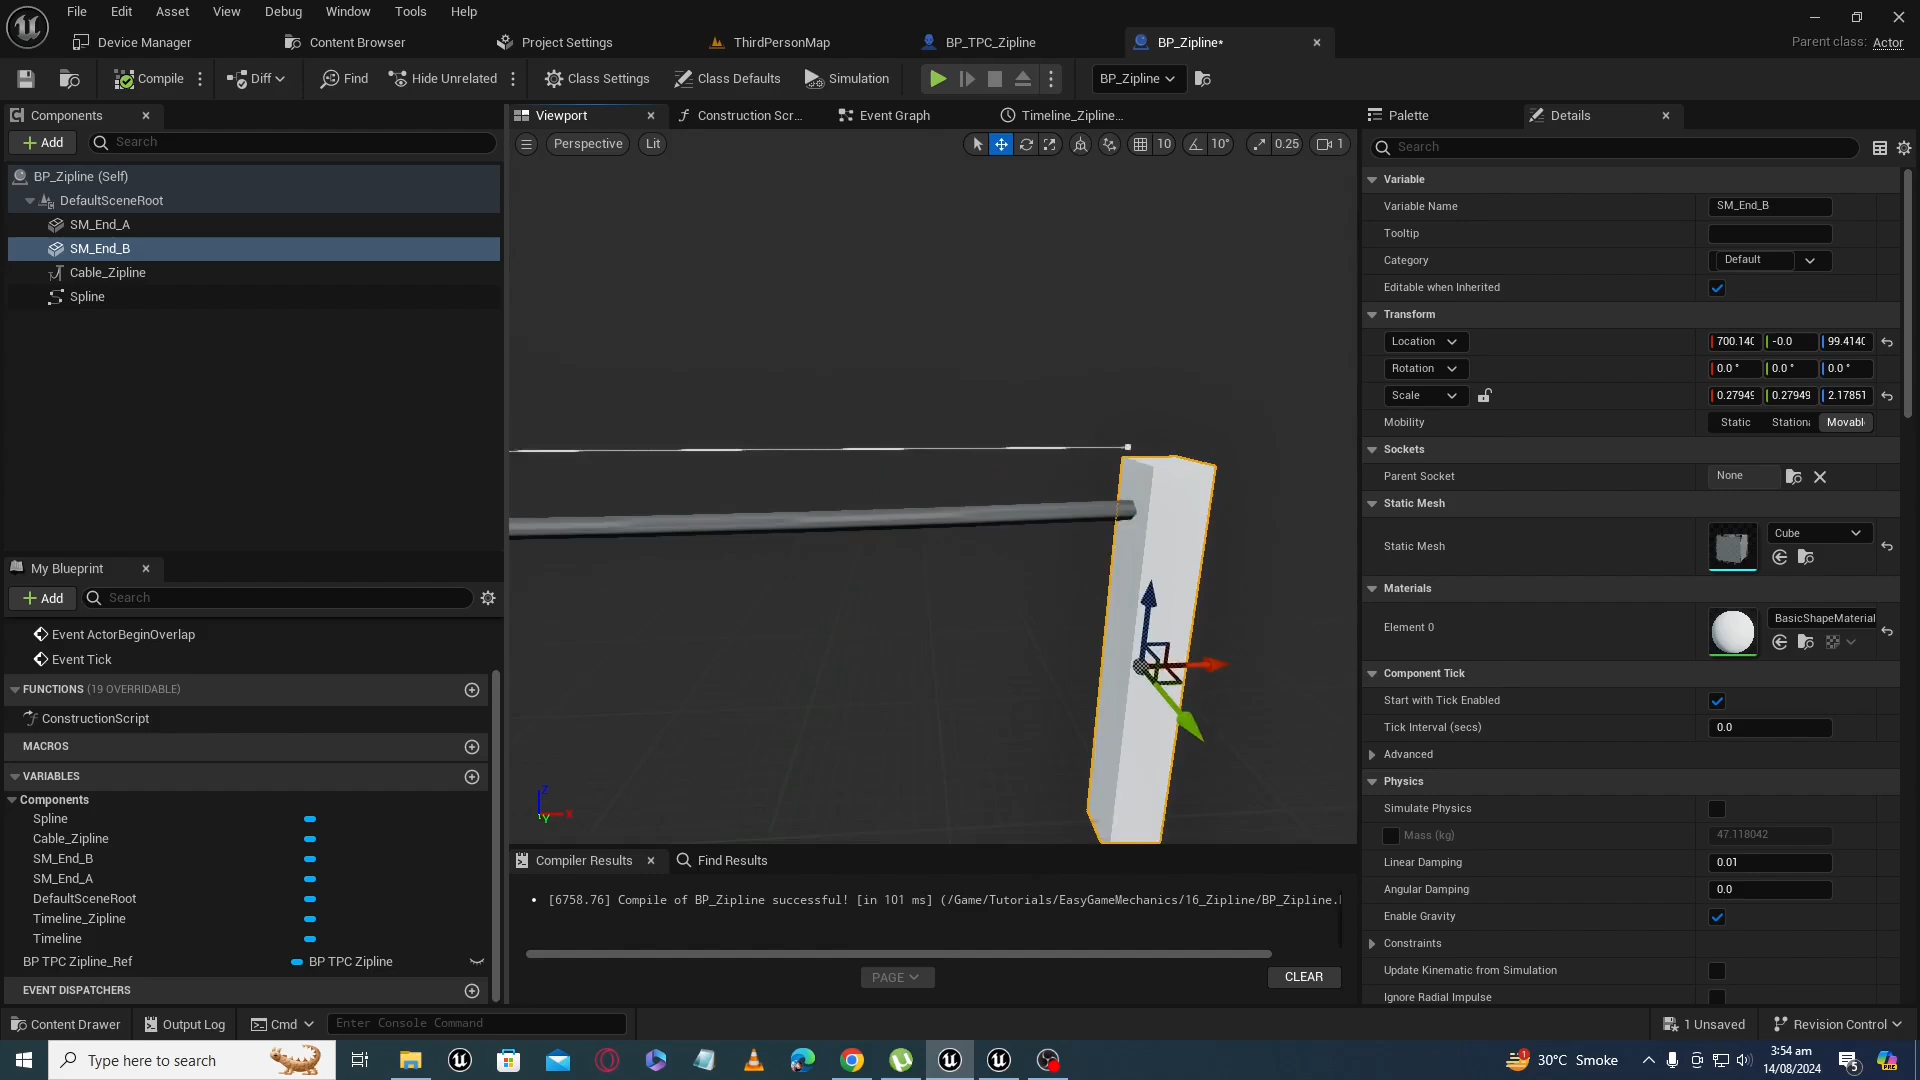 File Edit Asset View Debug Window Tools Help
Device Manager Content Browser Project Settings ThirdPersonMap BP_TPC_Zipline BP_Zipline*
Parent class: Actor
Compile Diff Find Hide Unrelated Class Settings Class Defaults Simulation BP_Zipline
Components
Add Search
BP_Zipline (Self)
DefaultSceneRoot
SM_End_A
SM_End_B
Cable_Zipline
Spline
My Blueprint
Add Search
Event ActorBeginOverlap
Event Tick
FUNCTIONS (19 OVERRIDABLE)
ConstructionScript
MACROS
VARIABLES
Components
Spline
Cable_Zipline
SM_End_B
SM_End_A
DefaultSceneRoot
Timeline_Zipline
Timeline
BP TPC Zipline_Ref BP TPC Zipline
EVENT DISPATCHERS
Viewport Construction Scr... Event Graph Timeline_Zipline...
Perspective Lit 10 10° 0.25 1
Z
X
Y
Compiler Results Find Results
[6758.76] Compile of BP_Zipline successful! [in 101 ms] (/Game/Tutorials/EasyGameMechanics/16_Zipline/BP_Zipline.
PAGE
CLEAR
Palette Details
Search
Variable
Variable Name SM_End_B
Tooltip
Category Default
Editable when Inherited
Transform
Location 700.140 -0.0 99.4140
Rotation 0.0 ° 0.0 ° 0.0 °
Scale 0.27949 0.27949 2.17851
Mobility Static Stationa Movabl
Sockets
Parent Socket None
Static Mesh
Static Mesh Cube
Materials
Element 0 BasicShapeMaterial
Component Tick
Start with Tick Enabled
Tick Interval (secs) 0.0
Advanced
Physics
Simulate Physics
Mass (kg) 47.118042
Linear Damping 0.01
Angular Damping 0.0
Enable Gravity
Constraints
Update Kinematic from Simulation
Ignore Radial Impulse
Content Drawer Output Log Cmd Enter Console Command 1 Unsaved Revision Control
Type here to search
30°C Smoke
3:54 am
14/08/2024
5